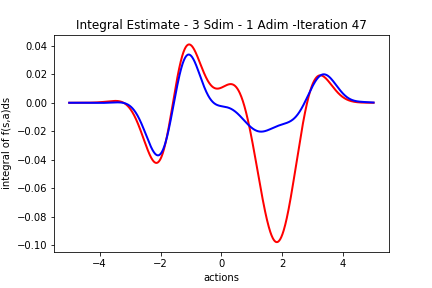 Integral Estimate - 3 Sdim - 1 Adim -Iteration 47
integral of f(s,a)ds
0.04
0.02
0.00
−0.02
−0.04
−0.06
−0.08
−0.10
−4 −2 0 2 4
actions